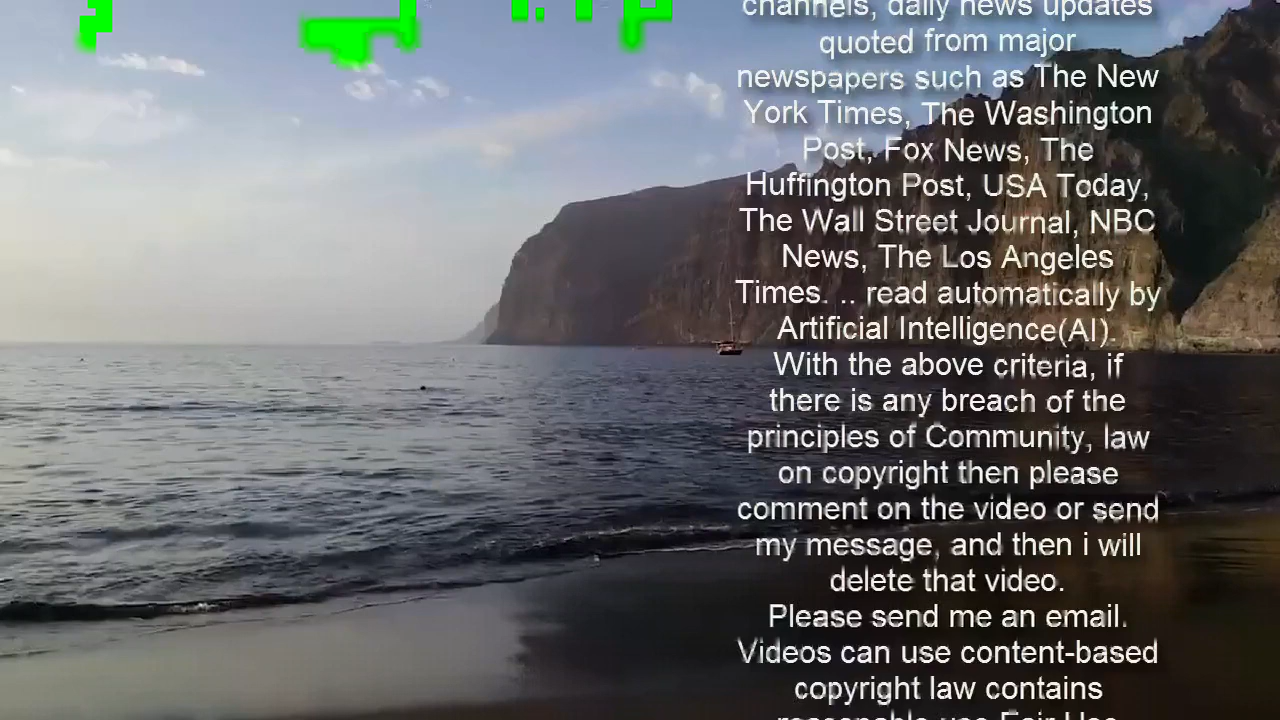 channels, daily news updates
quoted from major
newspapers such as The New
York Times, The Washington
Post, Fox News, The
Huffington Post, USA Today,
The Wall Street Journal, NBC
News, The Los Angeles
Times. .. read automatically by
Artificial Intelligence(AI).
With the above criteria, if
there is any breach of the
principles of Community, law
on copyright then please
comment on the video or send
my message, and then i will
delete that video.
Please send me an email.
Videos can use content-based
copyright law contains
reasonable use Fair Use